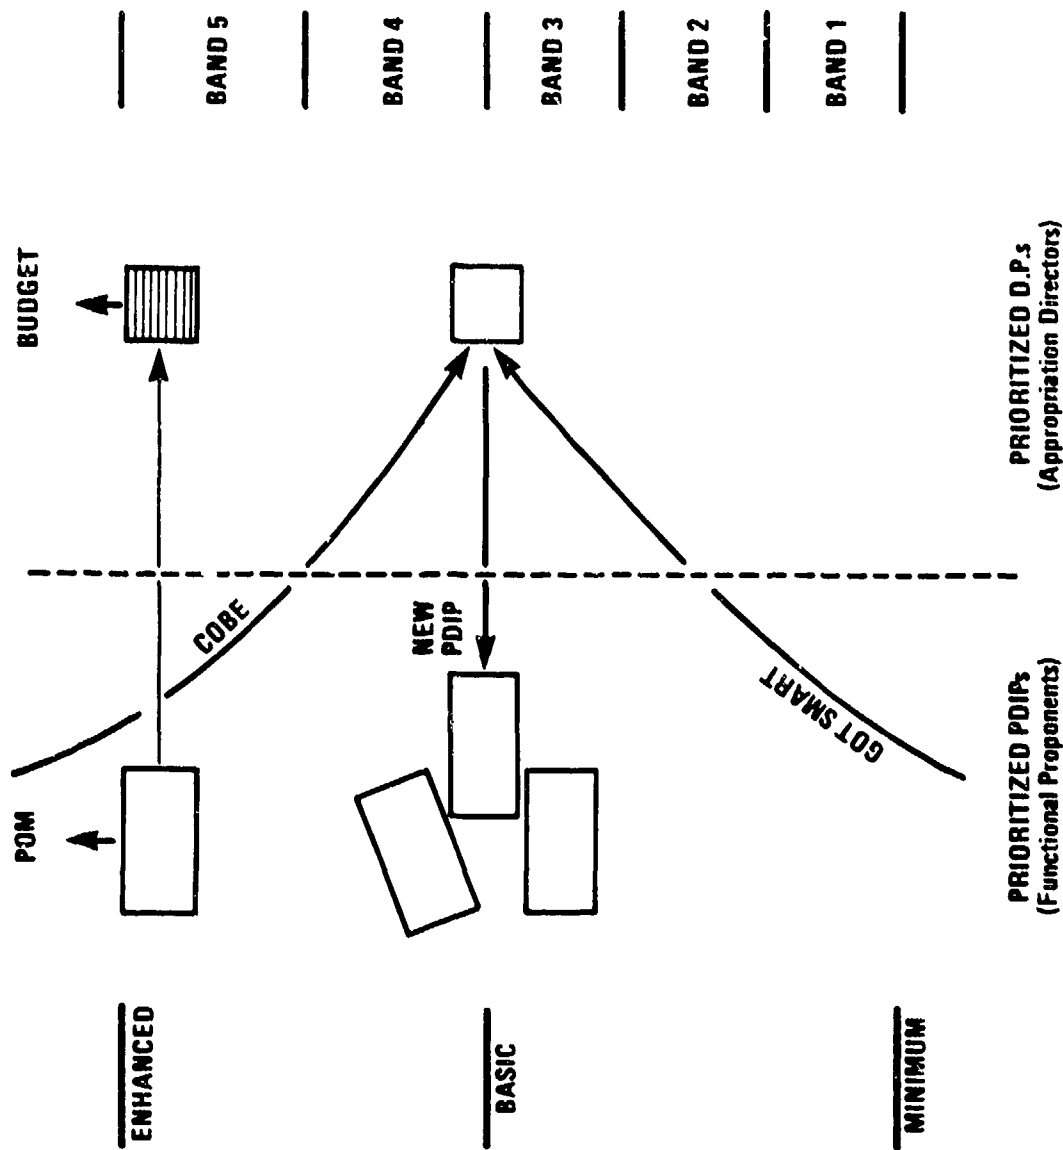 POM
BUDGET
ENHANCED
BAND 5
COBE
BAND 4
NEW
PDIP
BASIC
BAND 3
BAND 2
GOT SMART
BAND 1
MINIMUM
PRIORITIZED PDIPs
(Functional Proponents)
PRIORITIZED D.P.s
(Appropriation Directors)